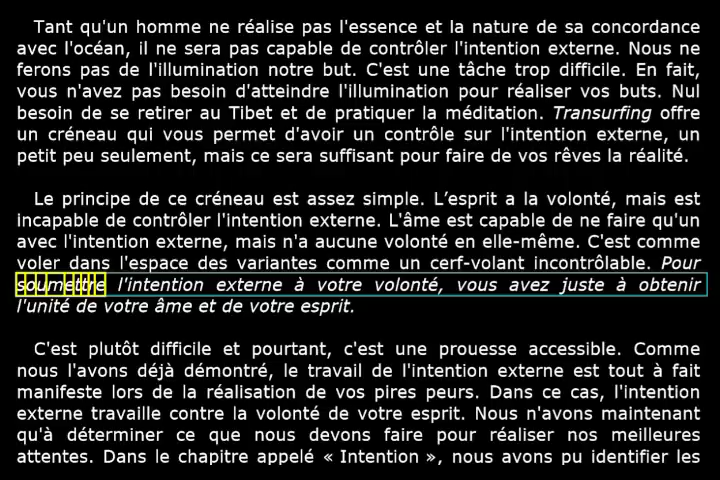 Tant qu'un homme ne réalise pas l'essence et la nature de sa concordance
avec l'océan, il ne sera pas capable de contrôler l'intention externe. Nous ne
ferons pas de l'illumination notre but. C'est une tâche trop difficile. En fait,
vous n'avez pas besoin d'atteindre l'illumination pour réaliser vos buts. Nul
besoin de se retirer au Tibet et de pratiquer la méditation. Transurfing offre
un créneau qui vous permet d'avoir un contrôle sur l'intention externe, un
petit peu seulement, mais ce sera suffisant pour faire de vos rêves la réalité.
Le principe de ce créneau est assez simple. L’esprit a la volonté, mais est
incapable de contrôler l'intention externe. L'âme est capable de ne faire qu'un
avec l'intention externe, mais n'a aucune volonté en elle-même. C'est comme
voler dans l'espace des variantes comme un cerf-volant incontrôlable. Pour
soumettre l'intention externe à votre volonté, vous avez juste à obtenir
l'unité de votre âme et de votre esprit.
C'est plutôt difficile et pourtant, c'est une prouesse accessible. Comme
nous l'avons déjà démontré, le travail de l'intention externe est tout à fait
manifeste lors de la réalisation de vos pires peurs. Dans ce cas, l'intention
externe travaille contre la volonté de votre esprit. Nous n'avons maintenant
qu'à déterminer ce que nous devons faire pour réaliser nos meilleures
attentes. Dans le chapitre appelé « Intention », nous avons pu identifier les